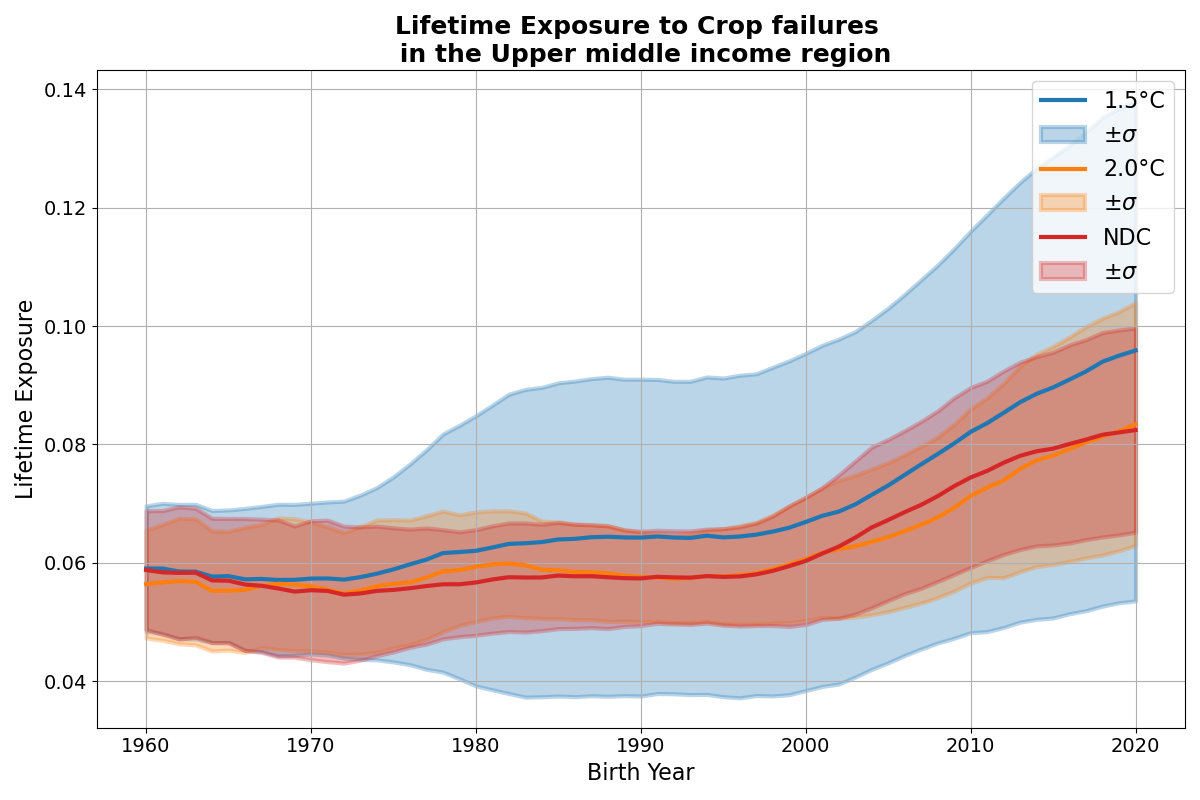 Lifetime Exposure to Crop failures
in the Upper middle income region
0.14
0.12
0.10
0.08
0.06
0.04
Lifetime Exposure
1960
1970
1980
1990
2000
2010
2020
Birth Year
1.5°C
±σ
2.0°C
±σ
NDC
±σ